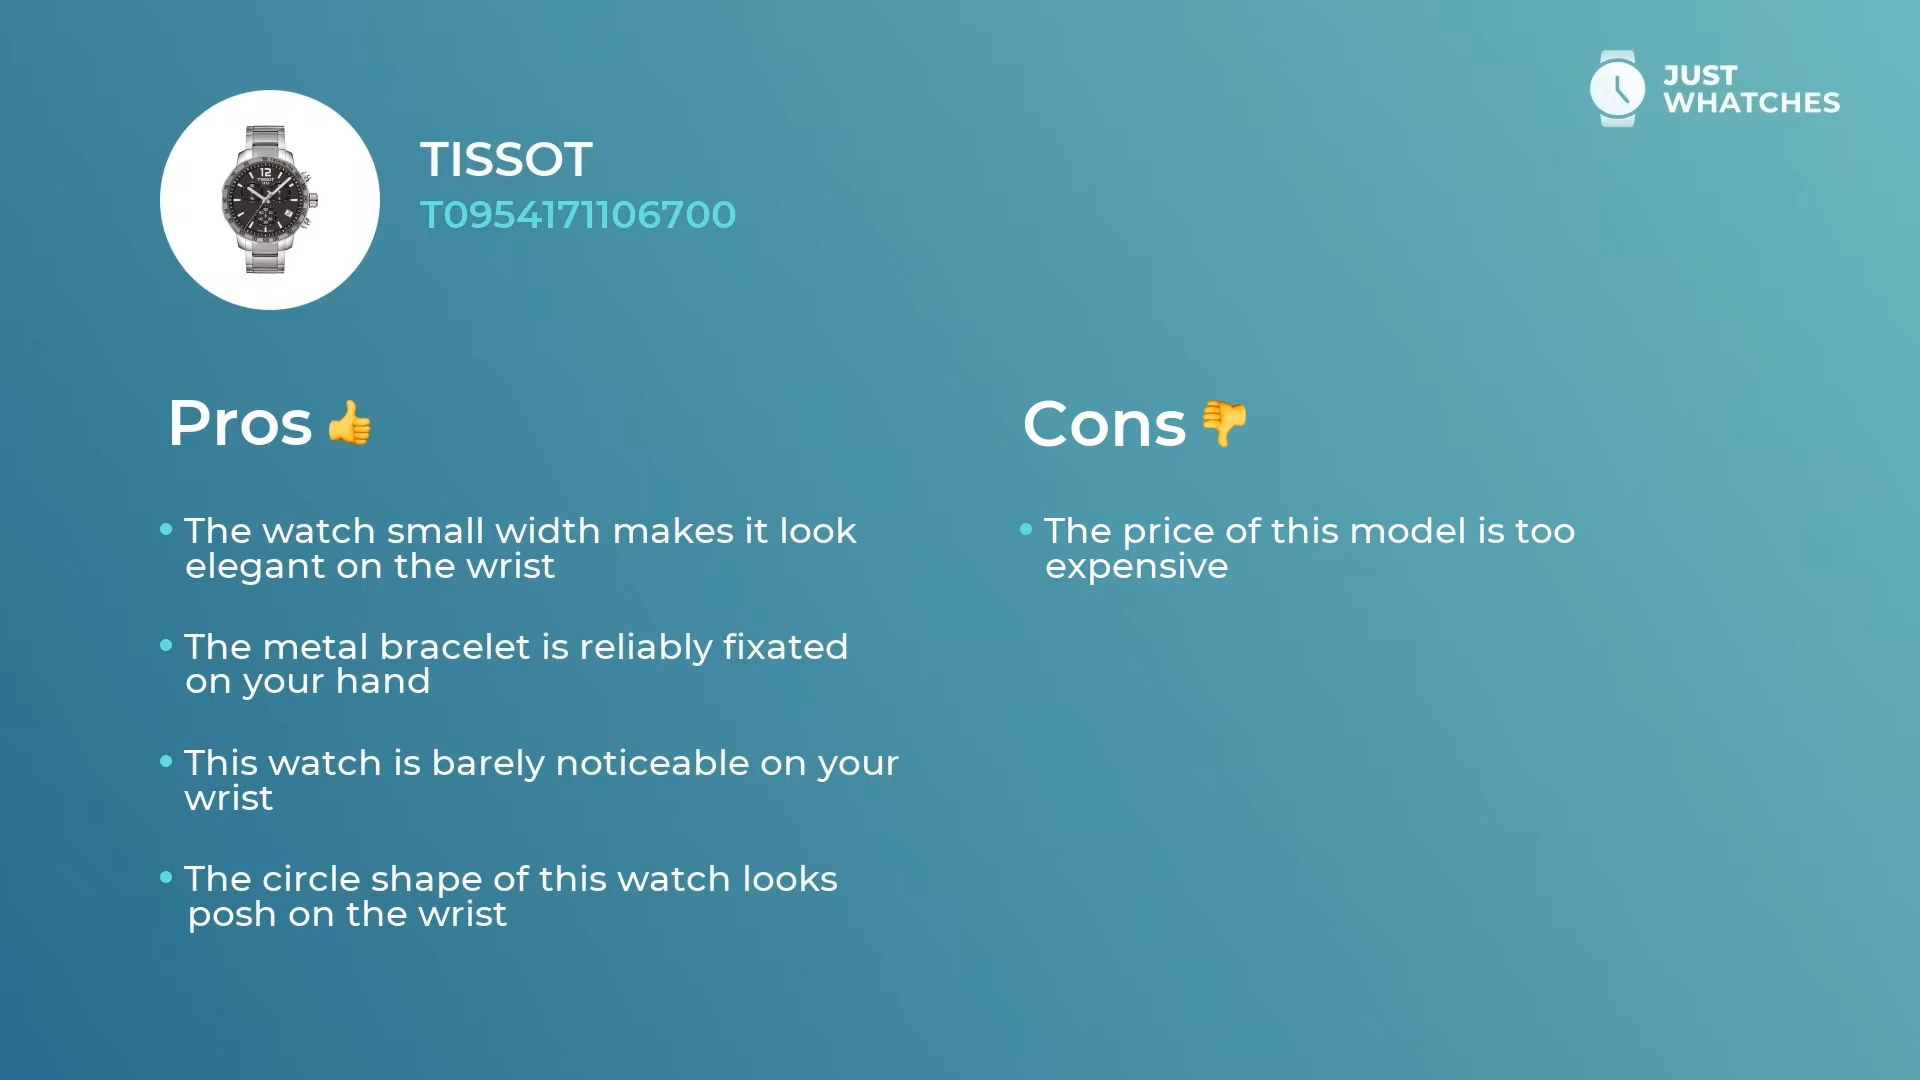 JUST
WHATCHES
12
TISSOT
TISSOT
T0954171106700
Pros
The watch small width makes it look
elegant on the wrist
The metal bracelet is reliably fixated
on your hand
This watch is barely noticeable on your
wrist
The circle shape of this watch looks
posh on the wrist
Cons
The price of this model is too
expensive